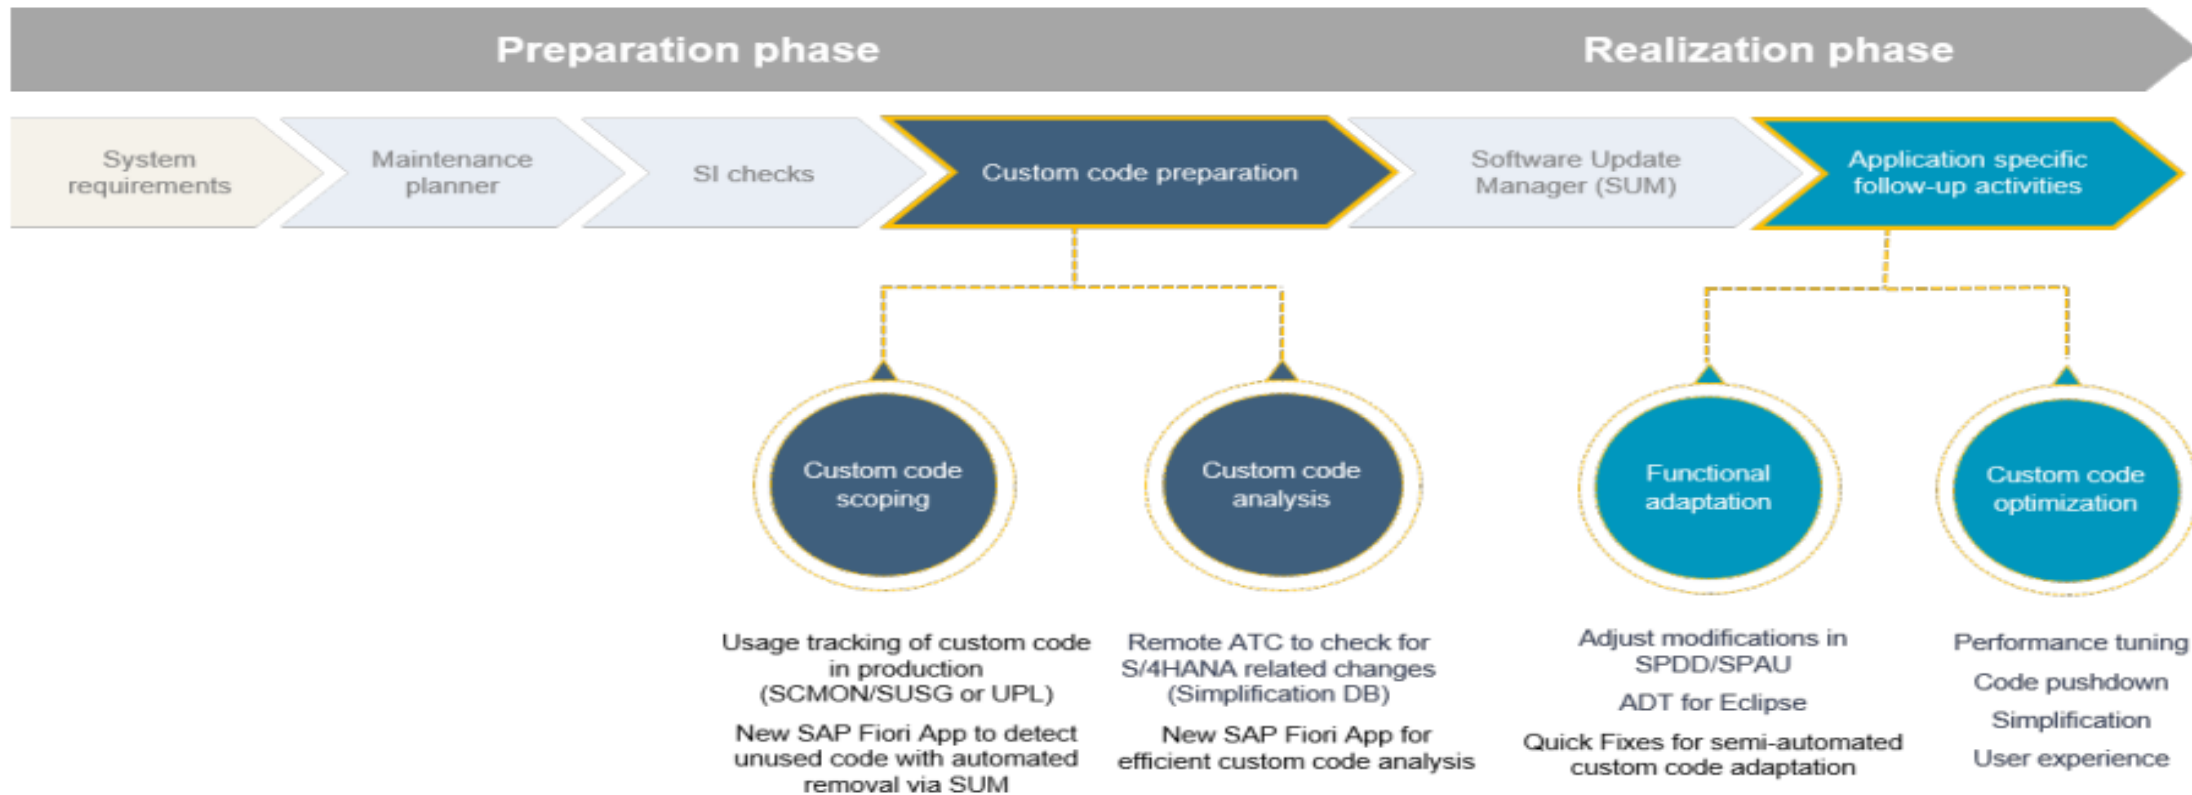 Preparation phase
Realization phase
System
requirements
Maintenance
planner
SI checks
Custom code preparation
Software Update
Manager (SUM)
Application specific
follow-up activities
Custom code
scoping
Custom code
analysis
Functional
adaptation
Custom code
optimization
Usage tracking of custom code
in production
(SCMON/SUSG or UPL)
New SAP Fiori App to detect
unused code with automated
removal via SUM
Remote ATC to check for
S/4HANA related changes
(Simplification DB)
New SAP Fiori App for
efficient custom code analysis
Adjust modifications in
SPDD/SPAU
ADT for Eclipse
Quick Fixes for semi-automated
custom code adaptation
Performance tuning
Code pushdown
Simplification
User experience